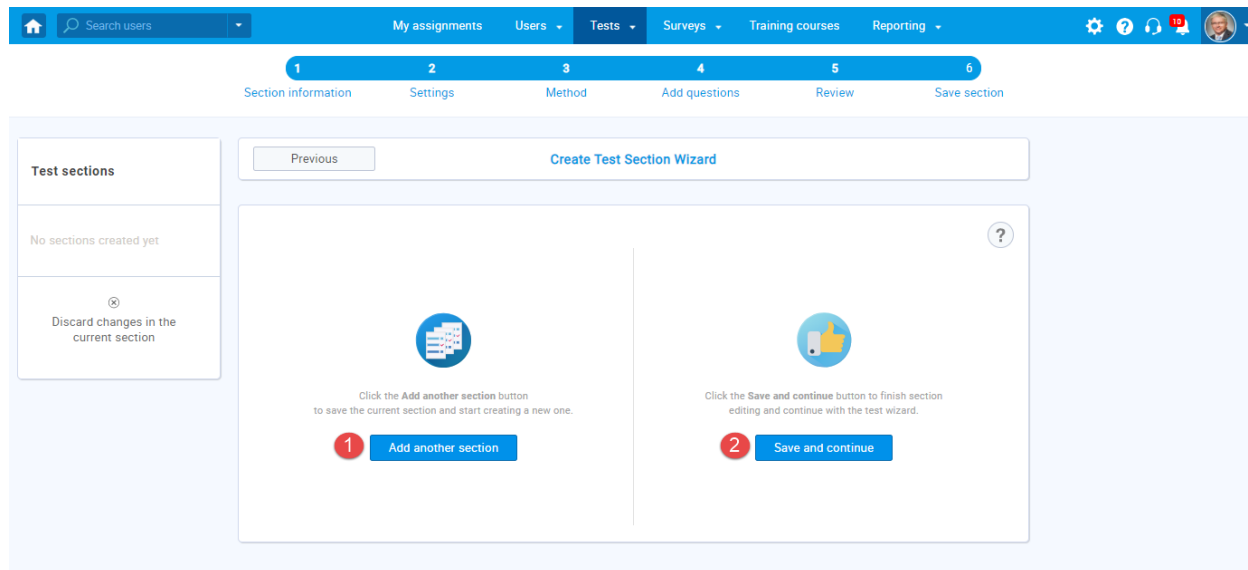 Search users
My assignments
Users
Tests
Surveys
Training courses
Reporting
?
10
1 2 3 4 5 6
Section information
Settings
Method
Add questions
Review
Save section
Test sections
No sections created yet
Discard changes in the
current section
Previous
Create Test Section Wizard
?
Click the Add another section button
to save the current section and start creating a new one.
1
Add another section
Click the Save and continue button to finish section
editing and continue with the test wizard.
2
Save and continue